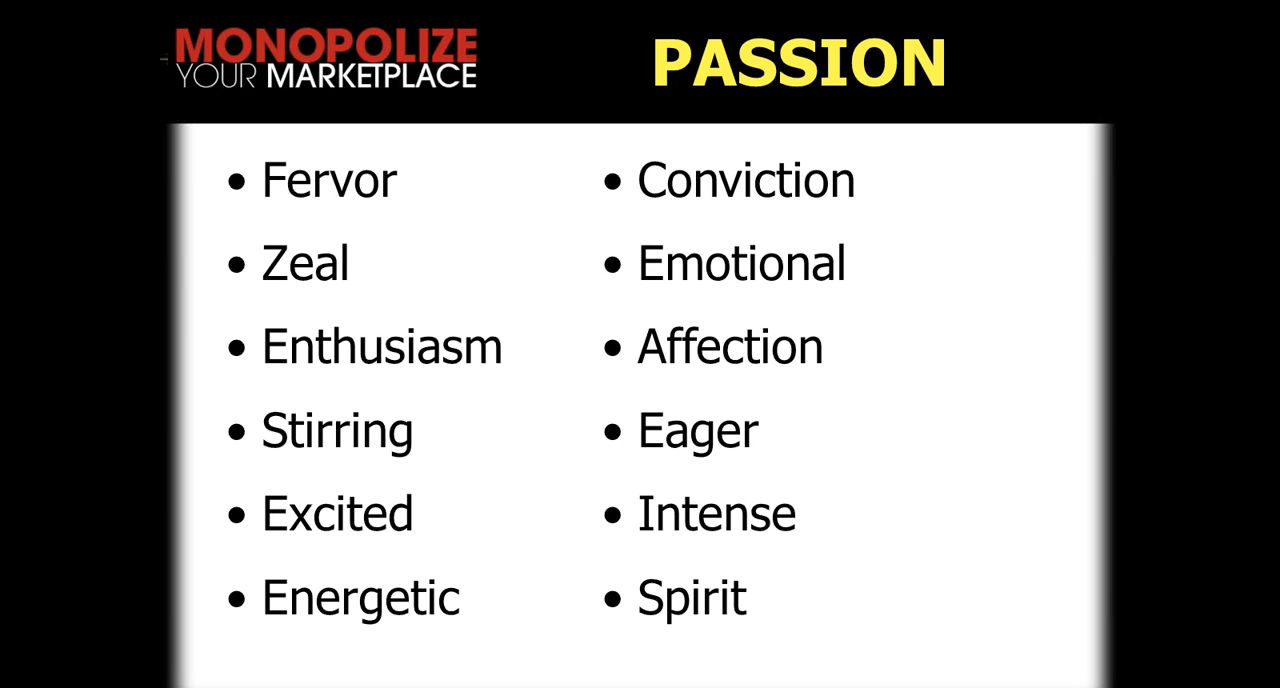 MONOPOLIZE
YOUR MARKETPLACE
PASSION
• Fervor
• Zeal
• Enthusiasm
• Stirring
• Excited
• Energetic
• Conviction
• Emotional
• Affection
• Eager
• Intense
• Spirit